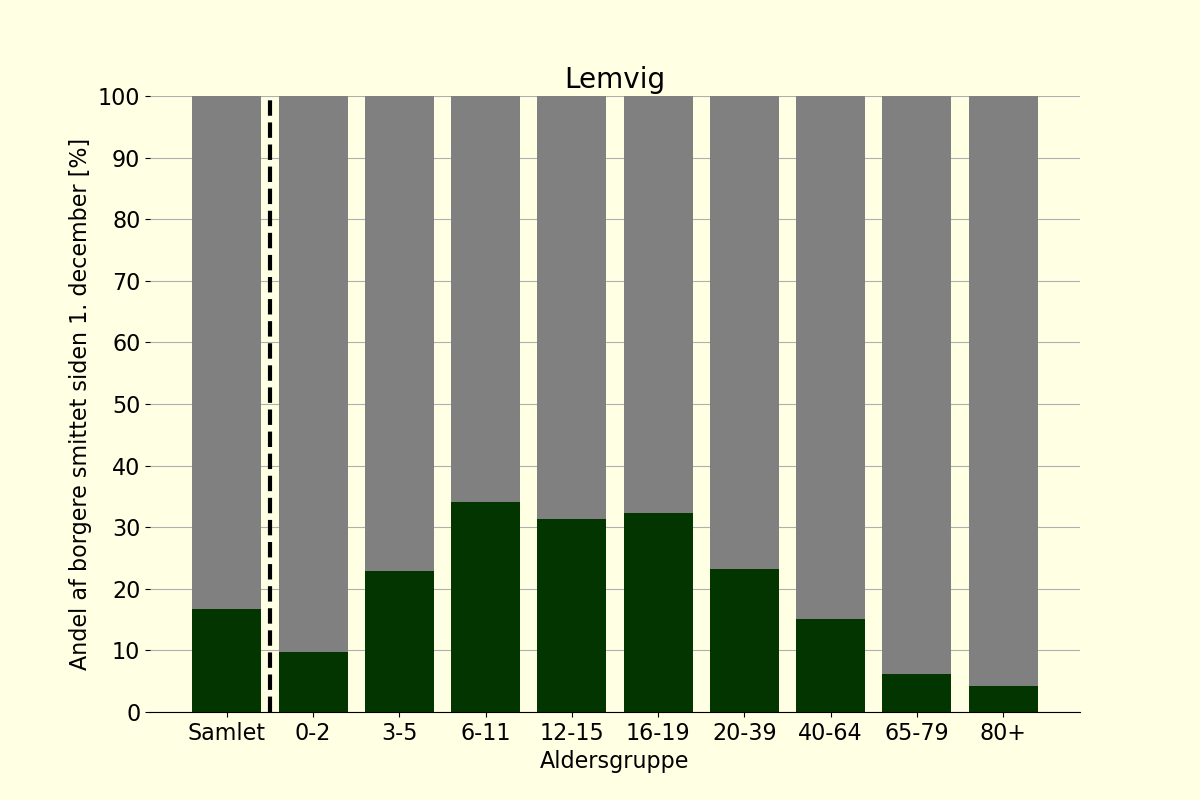 Lemvig
Andel af borgere smittet siden 1. december [%]
100
90
80
70
60
50
40
30
20
10
0
Samlet 0-2 3-5 6-11 12-15 16-19 20-39 40-64 65-79 80+
Aldersgruppe